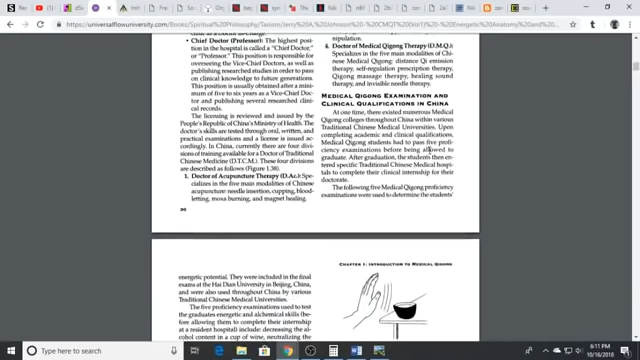 https://universalflowuniversity.com/Books/Spiritual%20Philosophy/Taoism/Jerry%20A%20Johnson%20-%20CMQT%20(Vol1)%20-%20Energetic%20Anatomy%20and%20
• Chief Doctor (Professor): The highest posi-
tion in the hospital is called a "Chief Doctor,"
or "Professor." This position is responsible for
overseeing the Vice-Chief Doctors, as well as
publishing researched studies in order to pass
on clinical knowledge to future generations.
This position is usually obtained after a mini-
mum of five to six years as a Vice-Chief Doc-
tor and publishing several researched clini-
cal records.
The licensing is reviewed and issued by the
People's Republic of China's Ministry of Health. The
doctor's skills are tested through oral, written, and
practical examinations and a license is issued ac-
cordingly. In China, currently there are four divi-
sions of training available for a Doctor of Traditional
Chinese Medicine (D.T.C.M.). These four divisions
are described as follows (Figure 1.38).
1. Doctor of Acupuncture Therapy (D.Ac.): Spe-
cializes in the five main modalities of Chinese
acupuncture: needle insertion, cupping, blood-
letting, moxa burning, and magnet healing.
nipulation.
4. Doctor of Medical Qigong Therapy (D.M.Q.):
Specializes in the five main modalities of Chi-
nese Medical Qigong: distance Qi emission
therapy, self-regulation prescription therapy,
Qigong massage therapy, healing sound
therapy, and invisible needle therapy.
MEDICAL QIGONG EXAMINATION AND
CLINICAL QUALIFICATIONS IN CHINA
At one time, there existed numerous Medical
Qigong colleges throughout China within various
Traditional Chinese Medical Universities. Upon
completing academic and clinical qualifications,
Medical Qigong students had to pass five profi-
ciency examinations before being allowed to
graduate. After graduation, the students then en-
tered specific Traditional Chinese Medical hospi-
tals to complete their clinical internship for their
doctorate.
The following five Medical Qigong proficiency
examinations were used to determine the students'
CHAPTER 1: INTRODUCTION TO MEDICAL QIGONG
energetic potential. They were included in the final
exams at the Hai Dian University in Beijing, China,
and were also used throughout China by various
Traditional Chinese Medical Universities.
The five proficiency examinations used to test
the graduates energetic and alchemical skills (be-
fore allowing them to complete their internship
at a resident hospital) include: decreasing the al-
cohol content in a cup of wine, neutralizing the
Type here to search
6:11 PM
10/16/2018